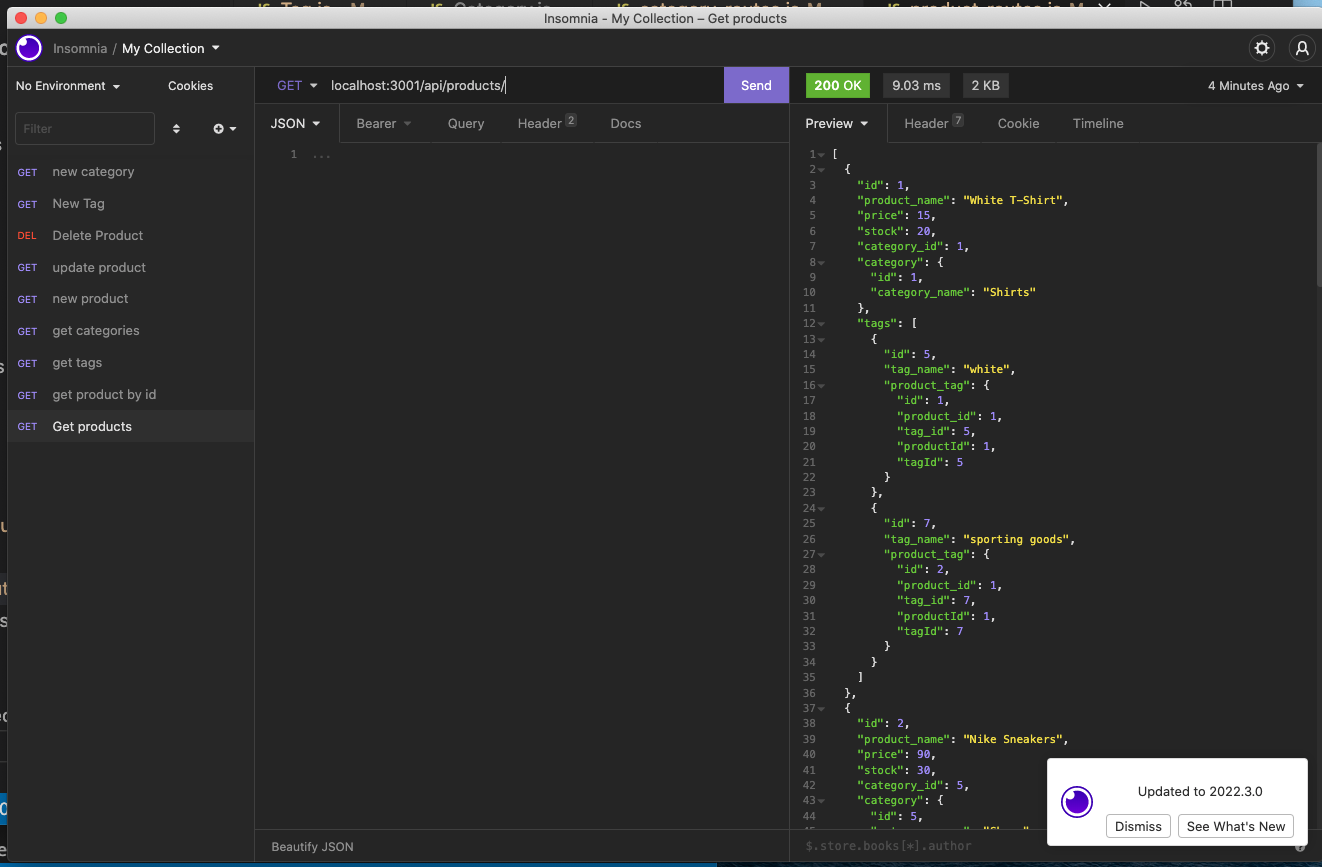 Insomnia - My Collection – Get products
Insomnia / My Collection
No Environment
Cookies
GET localhost:3001/api/products/
Send
200 OK
9.03 ms
2 KB
4 Minutes Ago
Filter
JSON
Bearer
Query
Header 2
Docs
Preview
Header 7
Cookie
Timeline
GET new category
GET New Tag
DEL Delete Product
GET update product
GET new product
GET get categories
GET get tags
GET get product by id
GET Get products
1 ...
1 [
2 {
3 "id": 1,
4 "product_name": "White T-Shirt",
5 "price": 15,
6 "stock": 20,
7 "category_id": 1,
8 "category": {
9 "id": 1,
10 "category_name": "Shirts"
11 },
12 "tags": [
13 {
14 "id": 5,
15 "tag_name": "white",
16 "product_tag": {
17 "id": 1,
18 "product_id": 1,
19 "tag_id": 5,
20 "productId": 1,
21 "tagId": 5
22 }
23 },
24 {
25 "id": 7,
26 "tag_name": "sporting goods",
27 "product_tag": {
28 "id": 2,
29 "product_id": 1,
30 "tag_id": 7,
31 "productId": 1,
32 "tagId": 7
33 }
34 }
35 ]
36 },
37 {
38 "id": 2,
39 "product_name": "Nike Sneakers",
40 "price": 90,
41 "stock": 30,
42 "category_id": 5,
43 "category": {
44 "id": 5,
Beautify JSON
$.store.books[*].author
Updated to 2022.3.0
Dismiss
See What's New